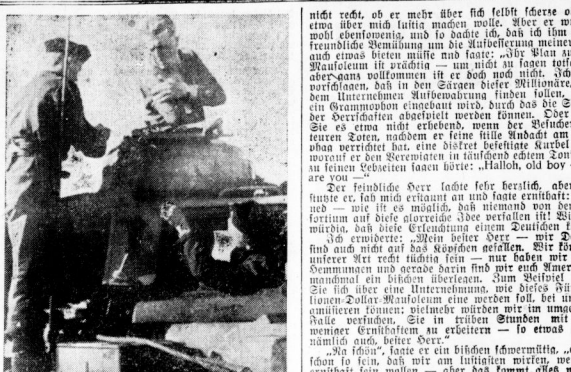 nicht recht, ob er mehr über sich selbst scherze o
etwa über mich lustig machen wolle. Aber er w
wohl ebensowenig, und so dachte ich, daß ich ihm
freundliche Bemühung um die Aufbesserung meiner
auch etwas bieten müsse und sagte: „Ihr Plan zu
Mausoleum ist prächtig — um nicht zu sagen totsc
aber ganz vollkommen ist er doch noch nicht. Ich
vorschlagen, daß in den Särgen dieser Millionäre,
dem Unternehmen Aufbewahrung finden sollen,
ein Grammophon eingebaut wird, durch das die S
der Herrschaften abgespielt werden können. Oder
Sie es etwa nicht erhebend, wenn der Besucher
teuren Toten, nachdem er seine stille Andacht am
phag verrichtet hat, eine diskret befestigte Kurbel
worauf er den Verewigten in täuschend echtem Ton
zu seinen Lebzeiten sagen hörte: „Halloh, old boy
are you —“
Der feindliche Herr lachte sehr herzlich, aber
stutzte er, sah mich erstaunt an und sagte ernsthaft:
ned — wie ist es möglich, daß niemand von den
sortium auf diese glorreiche Idee verfallen ist! Wi
würdig, daß diese Erleuchtung einem Deutschen k
Ich erwiderte: „Mein bester Herr — wir D
sind auch nicht auf das Köpfchen gefallen. Wir kön
unserer Art recht tüchtig sein — nur haben wir
Hemmungen und gerade darin sind wir euch Amer
manchmal ein bißchen überlegen. Zum Beispiel
Sie sich über eine Unternehmung, wie dieses Fü
lionen-Dollar-Mausoleum eine werden soll, bei un
amüsieren können; vielmehr würden wir im umge
Falle versuchen, Sie in trüben Stunden mit
weniger Ernsthaftem zu erheitern — so etwas
nämlich auch, bester Herr.“
„Na schön“, sagte er ein bißchen schwermütig, „
schon so sein, daß wir am lustigsten wirken, we
ernsthaft sein wollen — aber das kommt alles